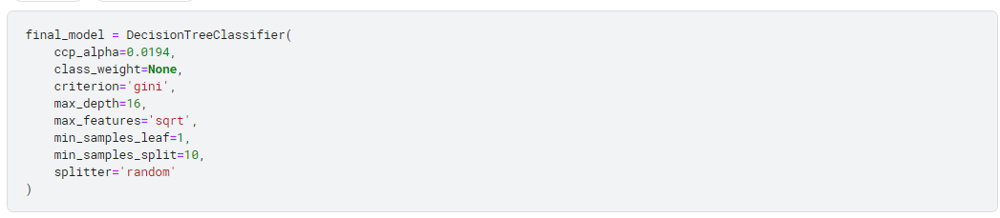 final_model = DecisionTreeClassifier(
    ccp_alpha=0.0194,
    class_weight=None,
    criterion='gini',
    max_depth=16,
    max_features='sqrt',
    min_samples_leaf=1,
    min_samples_split=10,
    splitter='random'
)